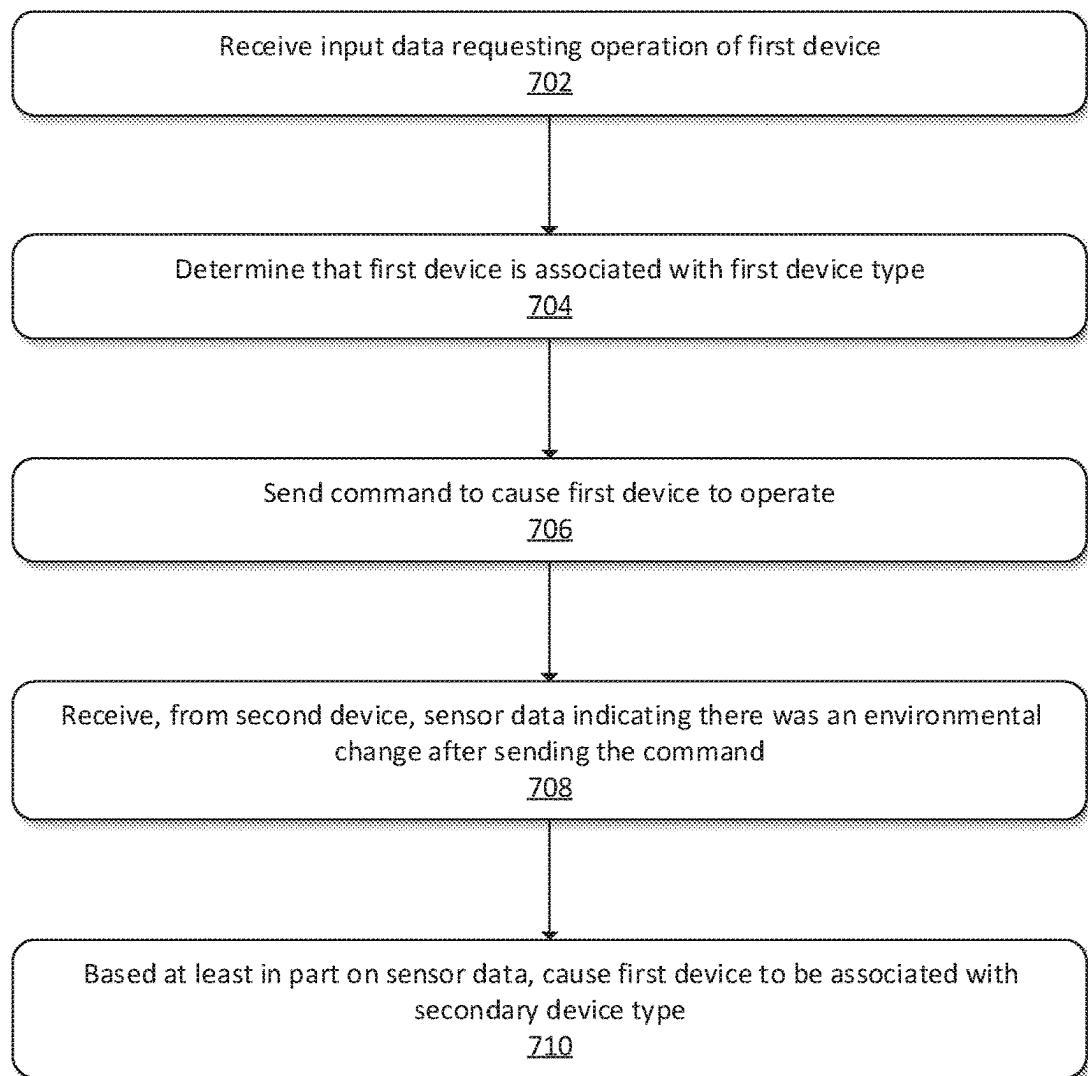 Receive input data requesting operation of first device
702
Determine that first device is associated with first device type
704
Send command to cause first device to operate
706
Receive, from second device, sensor data indicating there was an environmental
change after sending the command
708
Based at least in part on sensor data, cause first device to be associated with
secondary device type
710